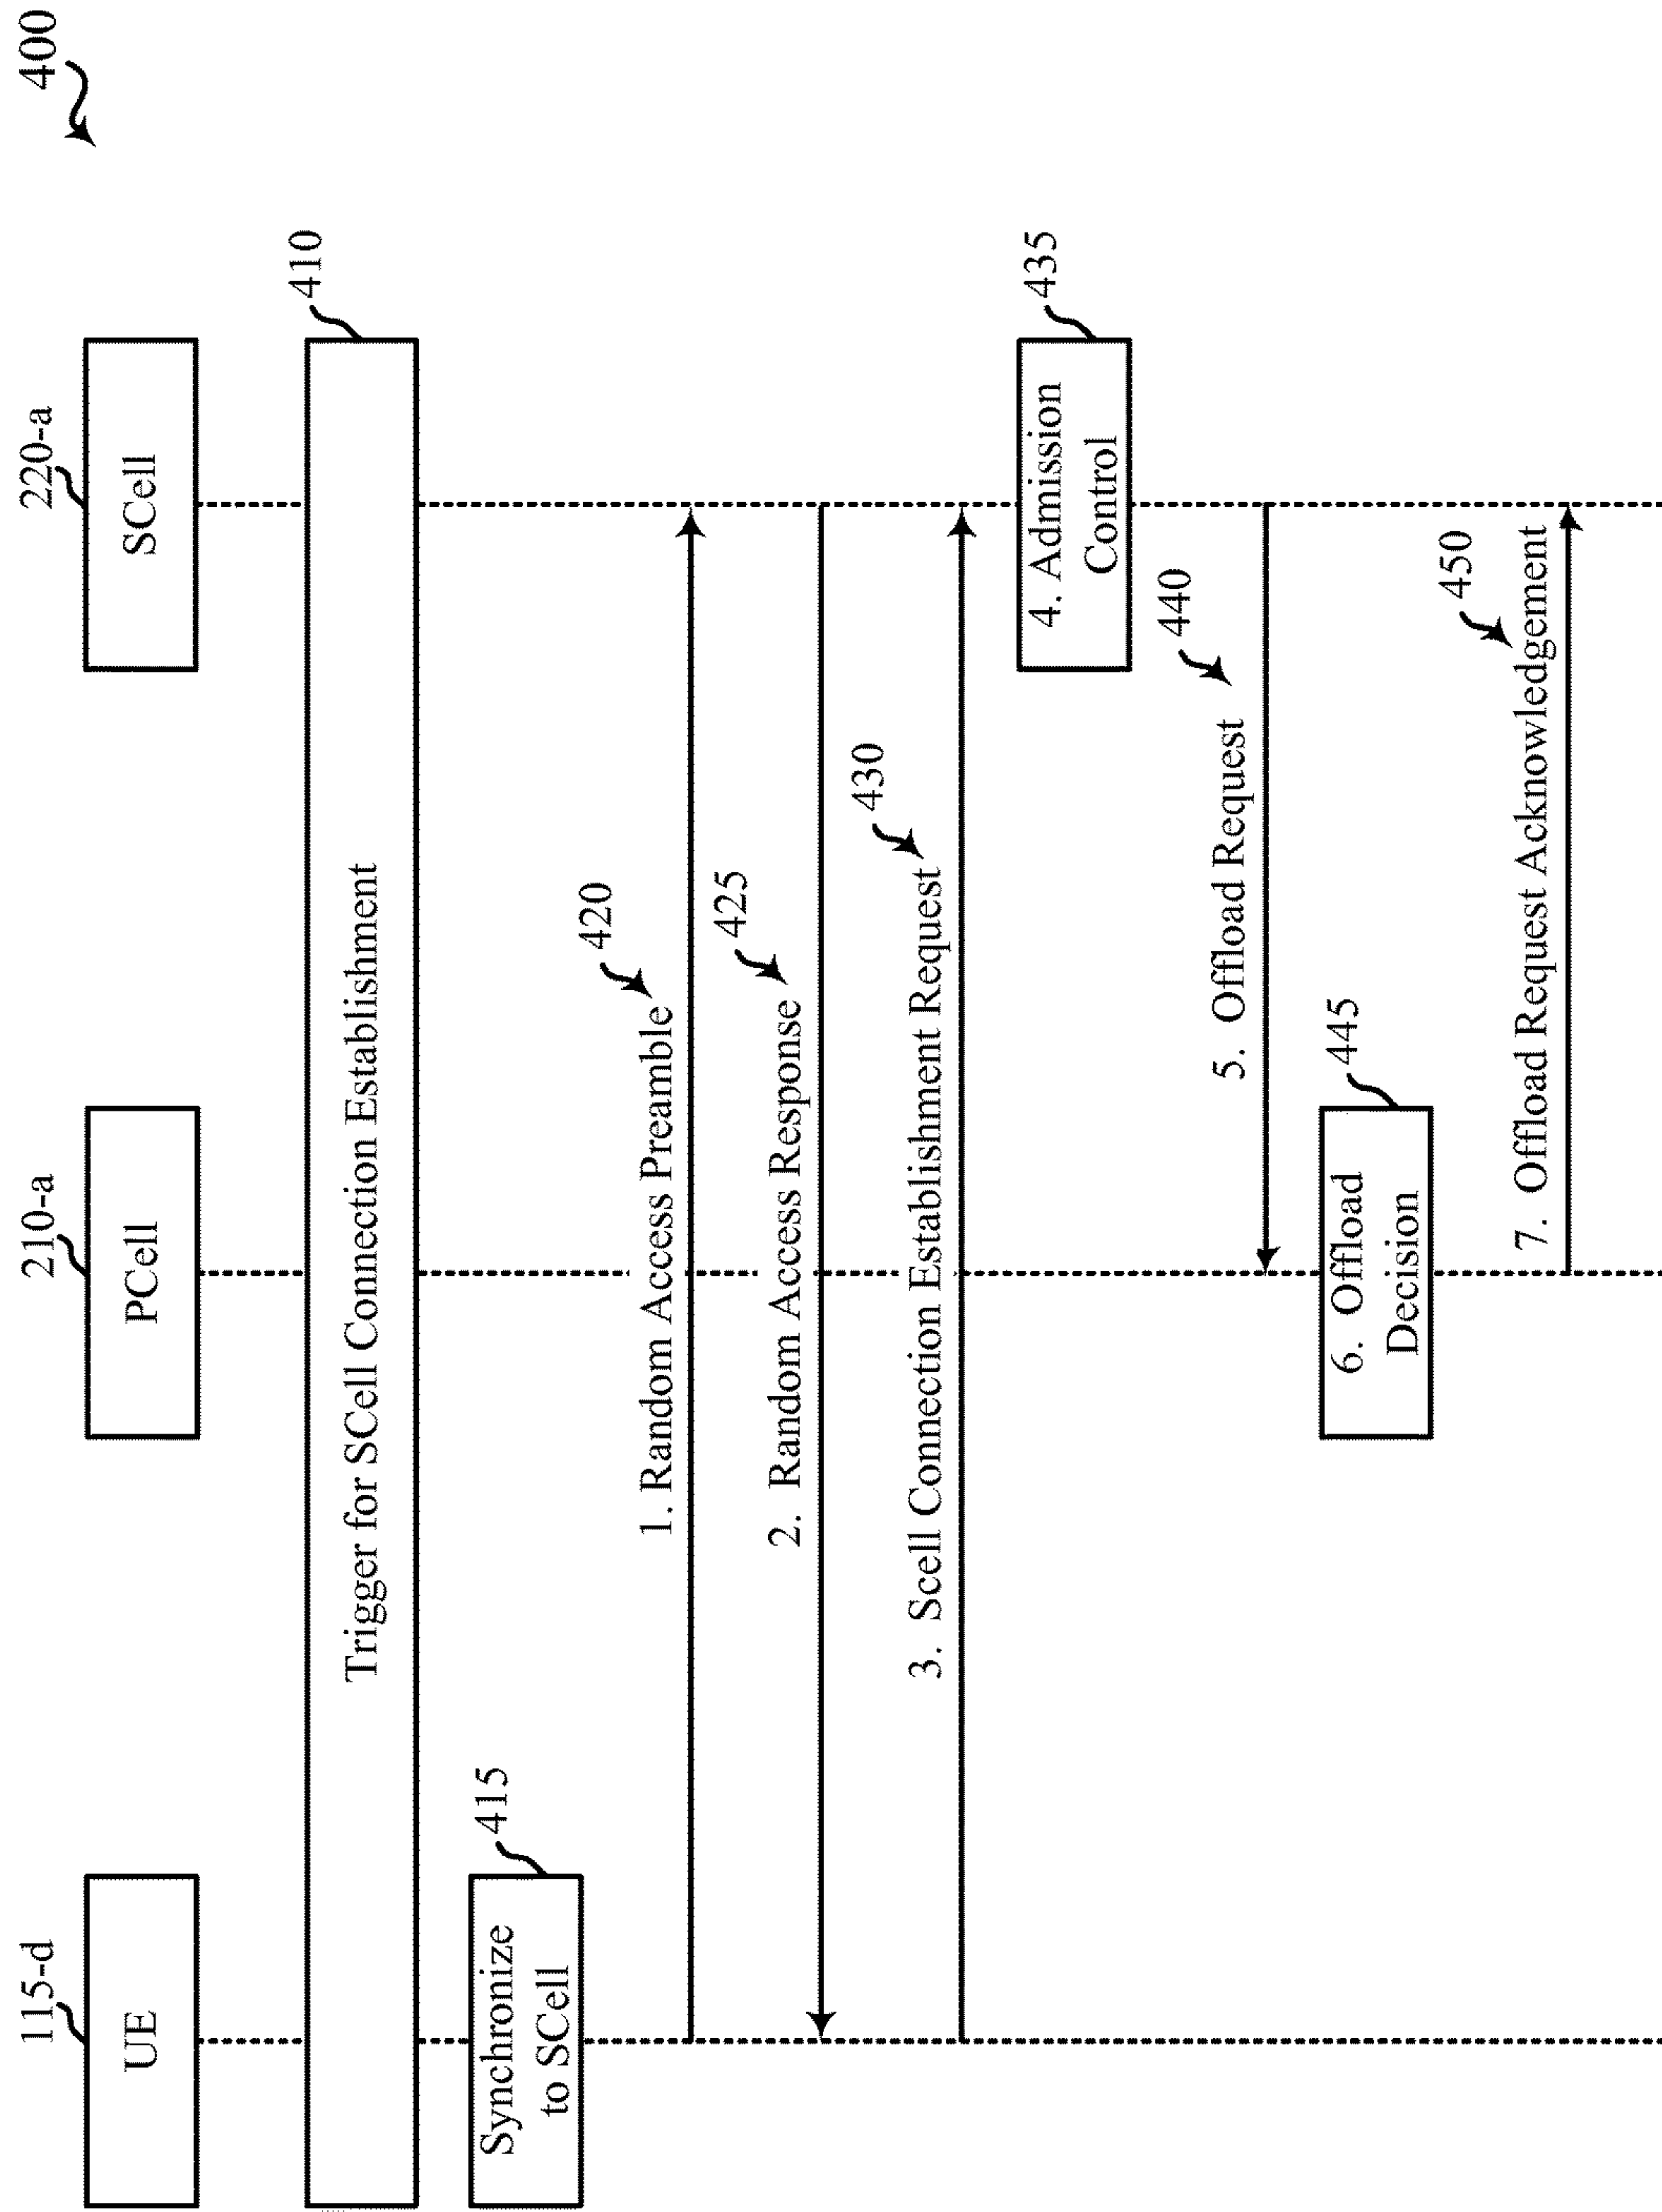 400
115-d
210-a
220-a
UE
PCell
SCell
410
Trigger for SCell Connection Establishment
Synchronize
to SCell
415
420
1. Random Access Preamble
425
2. Random Access Response
430
3. Scell Connection Establishment Request
4. Admission
Control
435
440
5. Offload Request
6. Offload
Decision
445
450
7. Offload Request Acknowledgement